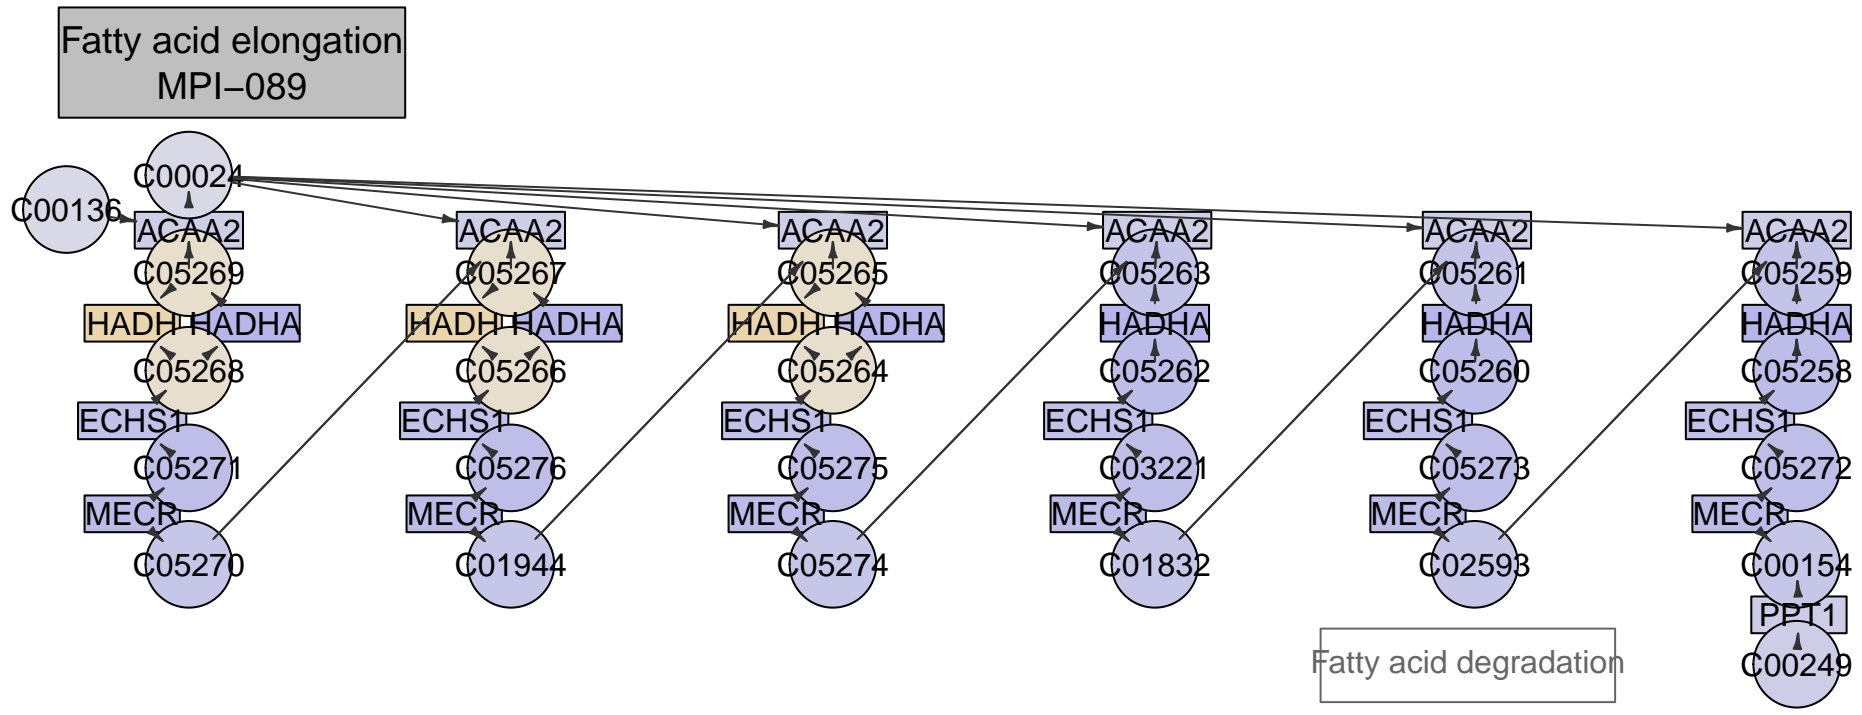 Fatty acid elongation
MPI−089
C00024
C00136
ACAA2 ACAA2 ACAA2 ACAA2 ACAA2 ACAA2
C05269 C05267 C05265 C05263 C05261 C05259
HADH HADHA HADH HADHA HADH HADHA HADHA HADHA HADHA
C05268 C05266 C05264 C05262 C05260 C05258
ECHS1 ECHS1 ECHS1 ECHS1 ECHS1 ECHS1
C05271 C05276 C05275 C03221 C05273 C05272
MECR MECR MECR MECR MECR MECR
C05270 C01944 C05274 C01832 C02593 C00154
PPT1
Fatty acid degradation C00249